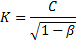 K = C / √(1 − β)